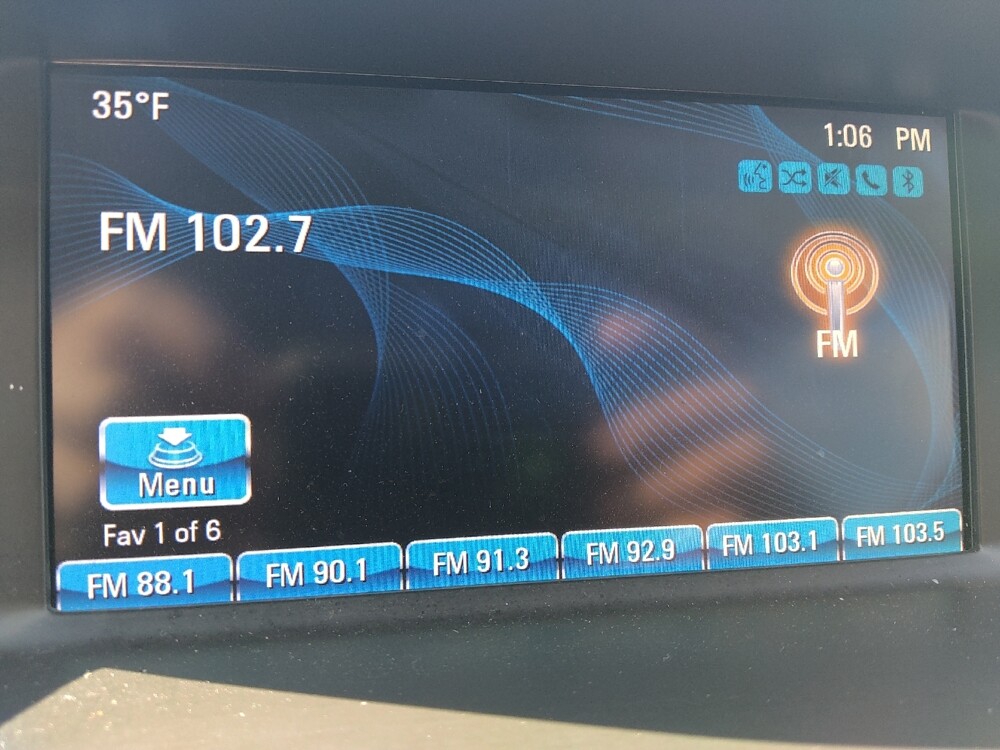 35°F
1:06 PM
FM 102.7
FM
Menu
Fav 1 of 6
FM 88.1 FM 90.1 FM 91.3 FM 92.9 FM 103.1 FM 103.5